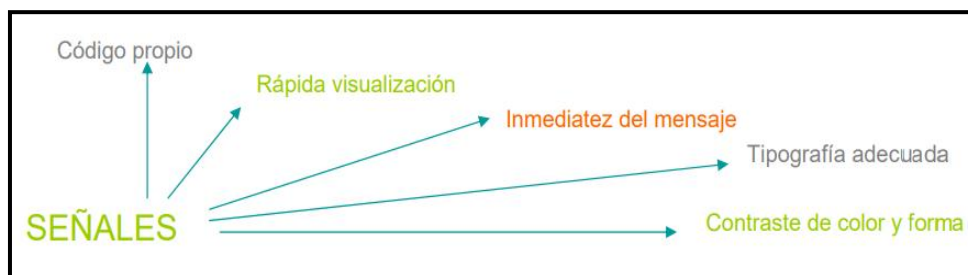 Código propio
Rápida visualización
Inmediatez del mensaje
Tipografía adecuada
SEÑALES
Contraste de color y forma